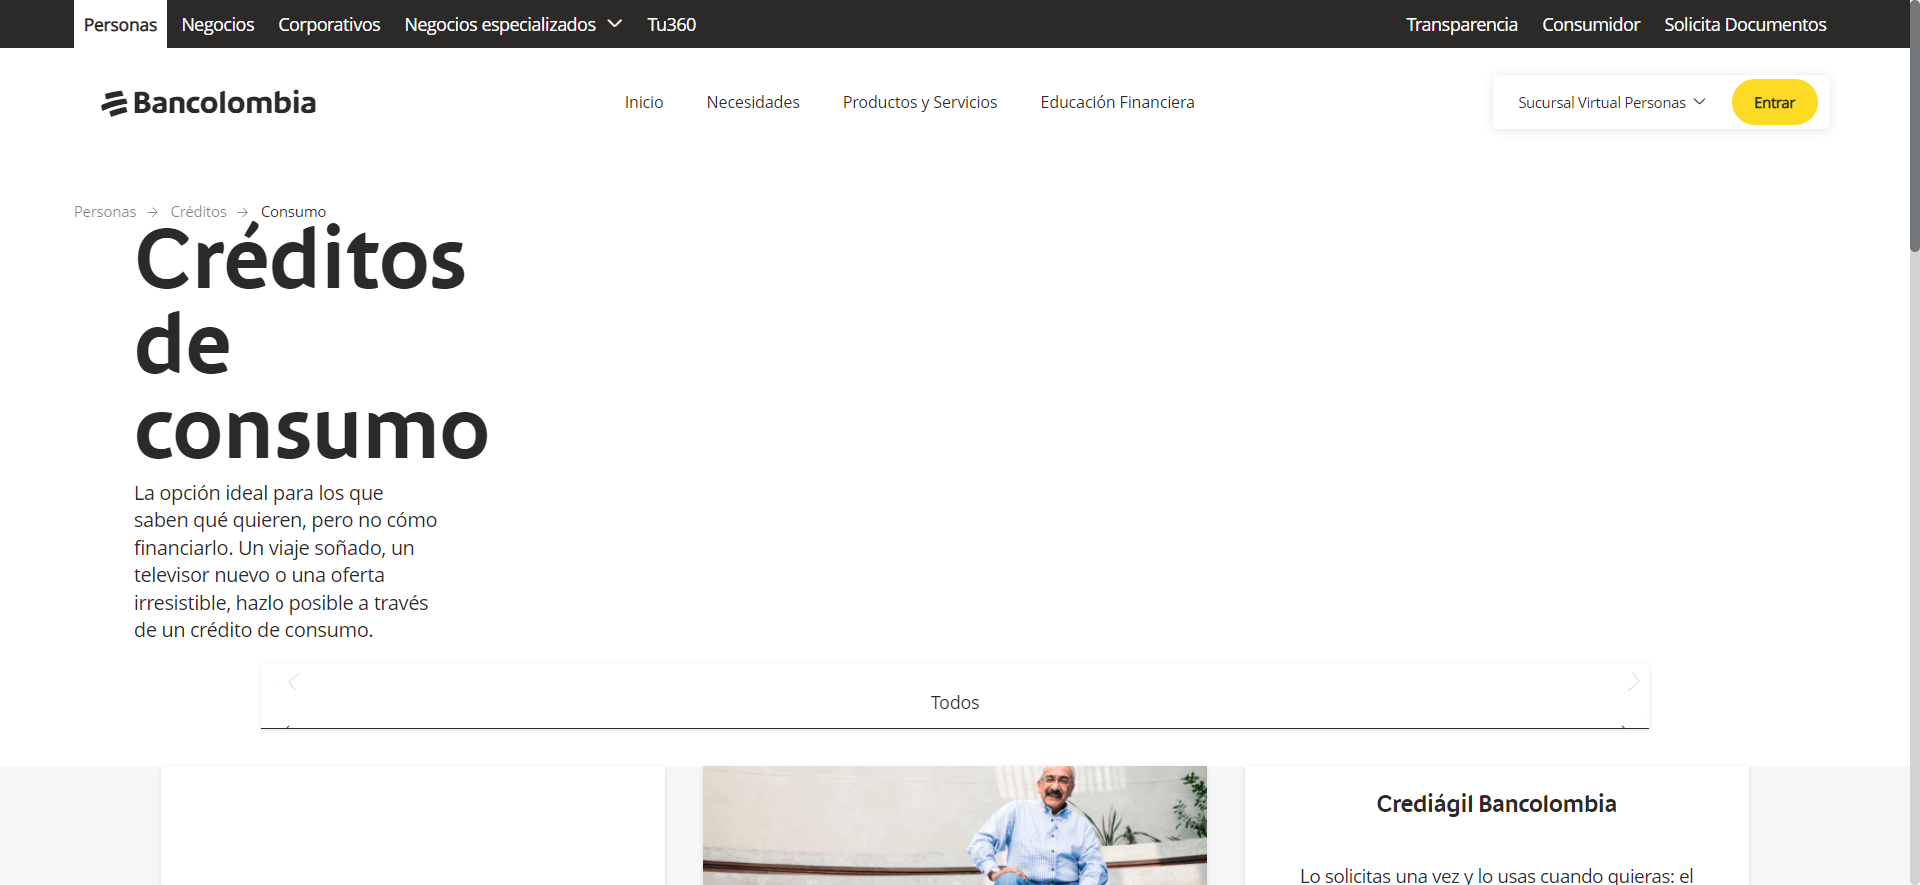 Personas Negocios Corporativos Negocios especializados Tu360 Transparencia Consumidor Solicita Documentos
Bancolombia Inicio Necesidades Productos y Servicios Educación Financiera Sucursal Virtual Personas Entrar
Personas Créditos Consumo
Créditos
de
consumo
La opción ideal para los que
saben qué quieren, pero no cómo
financiarlo. Un viaje soñado, un
televisor nuevo o una oferta
irresistible, hazlo posible a través
de un crédito de consumo.
Todos
Crediágil Bancolombia
Lo solicitas una vez y lo usas cuando quieras: el